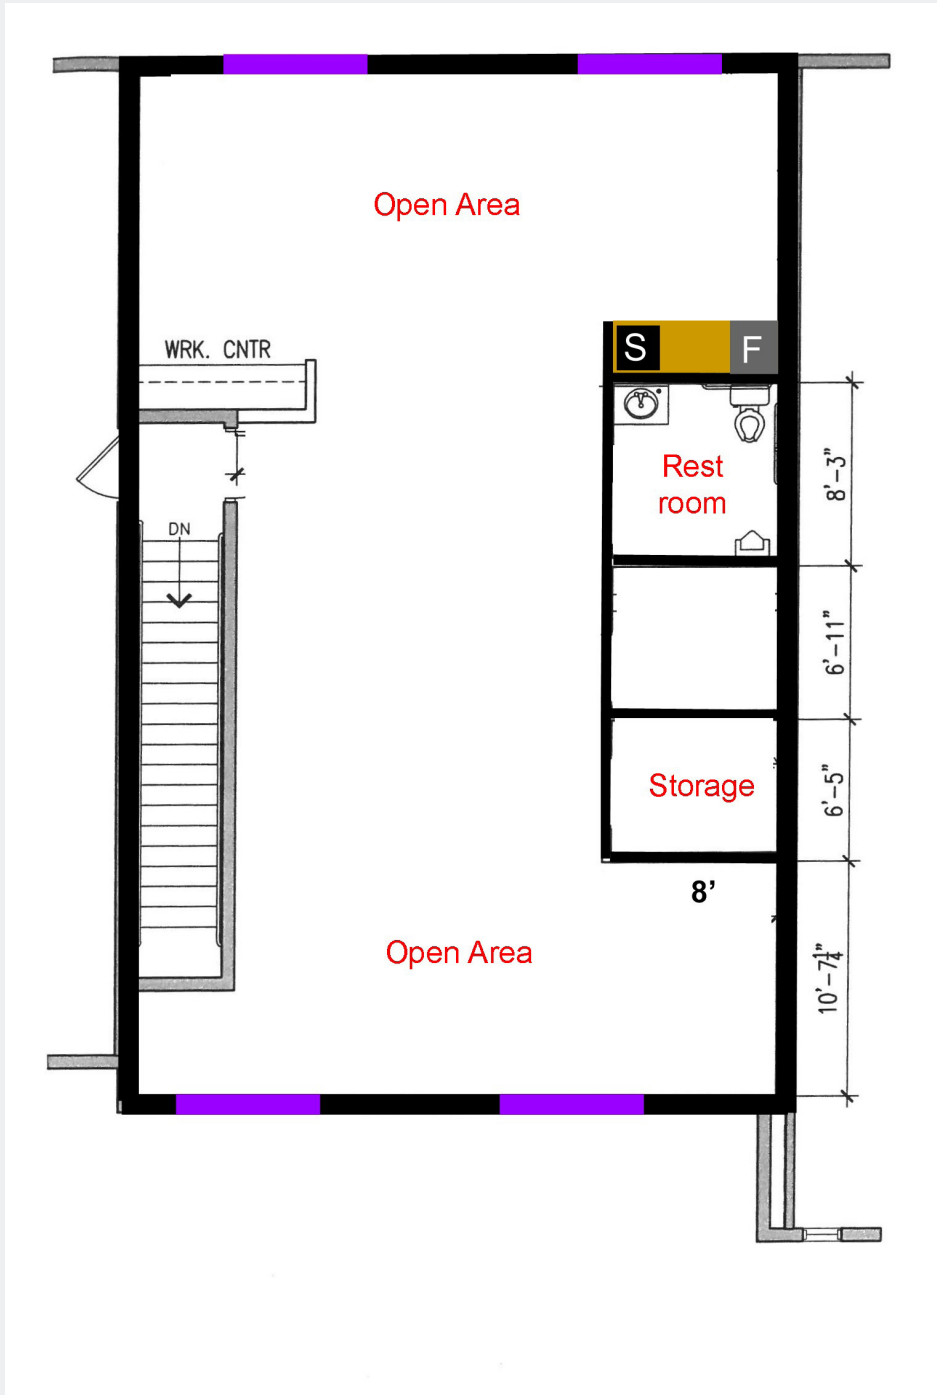 Open Area
WRK. CNTR
S
F
Rest
room
8'-3"
DN
6'-11"
Storage
6'-5"
8'
Open Area
10'-7¼"